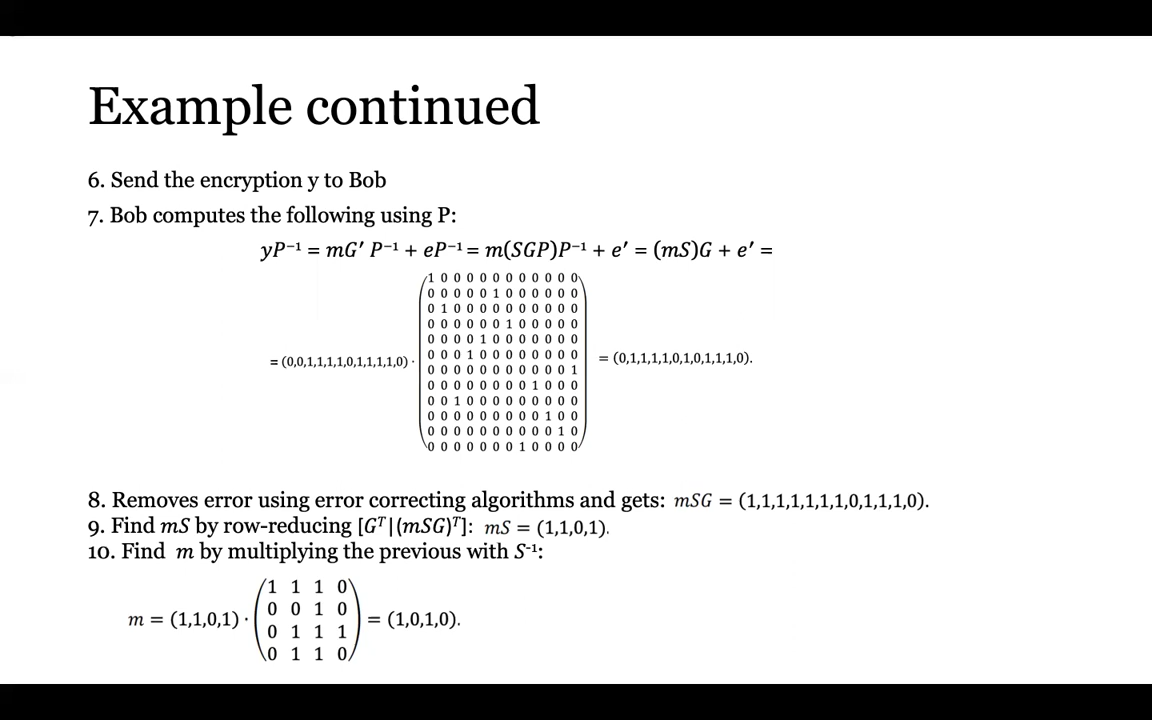 Example continued
6. Send the encryption y to Bob
7. Bob computes the following using P:
yP⁻¹ = mG′ P⁻¹ + eP⁻¹ = m(SGP)P⁻¹ + e′ = (mS)G + e′ =
1 0 0 0 0 0 0 0 0 0 0 0
0 0 0 0 0 1 0 0 0 0 0 0
0 1 0 0 0 0 0 0 0 0 0 0
0 0 0 0 0 0 1 0 0 0 0 0
0 0 0 0 1 0 0 0 0 0 0 0
= (0,0,1,1,1,1,0,1,1,1,1,0) · 0 0 0 1 0 0 0 0 0 0 0 0 = (0,1,1,1,1,0,1,0,1,1,1,0).
0 0 0 0 0 0 0 0 0 0 0 1
0 0 0 0 0 0 0 0 1 0 0 0
0 0 1 0 0 0 0 0 0 0 0 0
0 0 0 0 0 0 0 0 0 1 0 0
0 0 0 0 0 0 0 0 0 0 1 0
0 0 0 0 0 0 0 1 0 0 0 0
8. Removes error using error correcting algorithms and gets: mSG = (1,1,1,1,1,1,1,0,1,1,1,0).
9. Find mS by row-reducing [Gᵀ|(mSG)ᵀ]: mS = (1,1,0,1).
10. Find m by multiplying the previous with S⁻¹:
1 1 1 0
0 0 1 0
m = (1,1,0,1) · = (1,0,1,0).
0 1 1 1
0 1 1 0